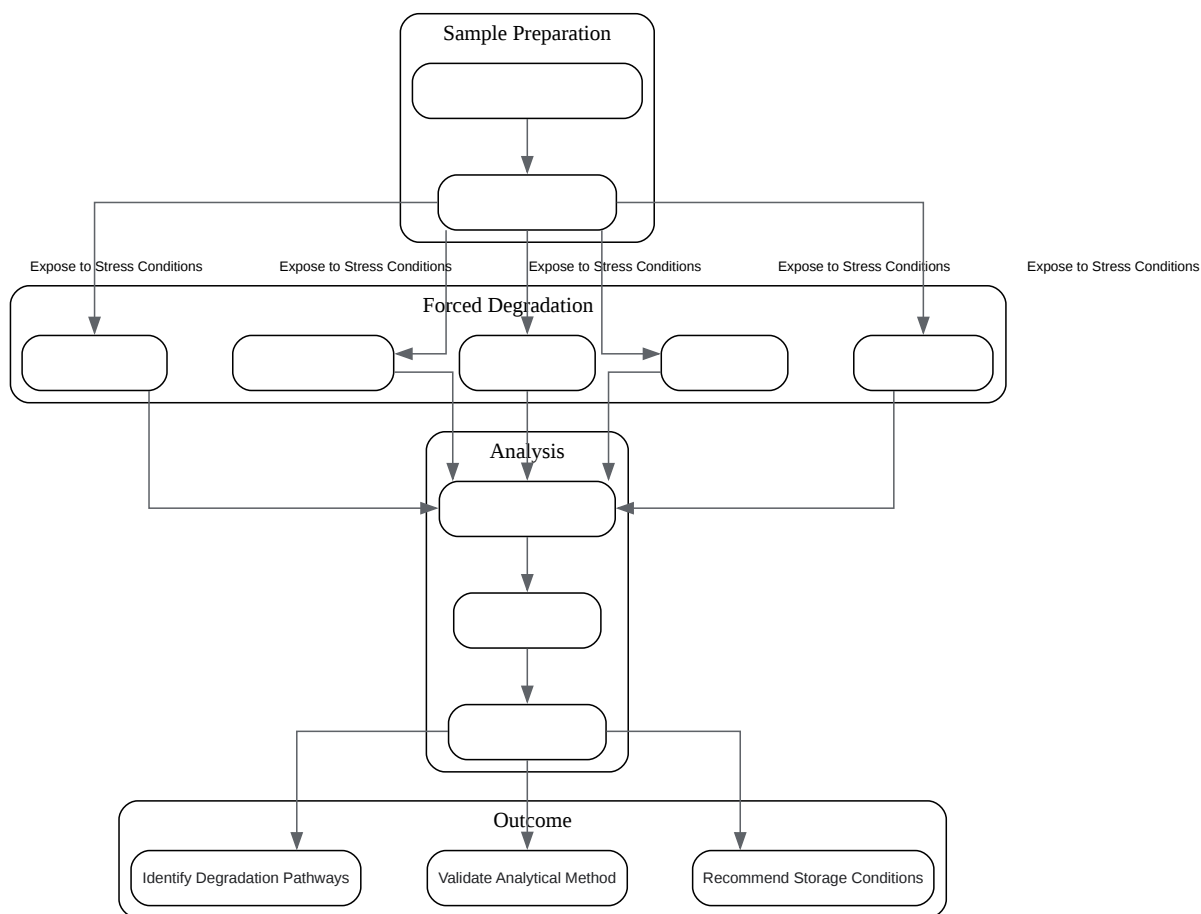 Sample Preparation
Expose to Stress Conditions
Expose to Stress Conditions
Expose to Stress Conditions
Expose to Stress Conditions
Expose to Stress Conditions
Forced Degradation
Analysis
Outcome
Identify Degradation Pathways
Validate Analytical Method
Recommend Storage Conditions